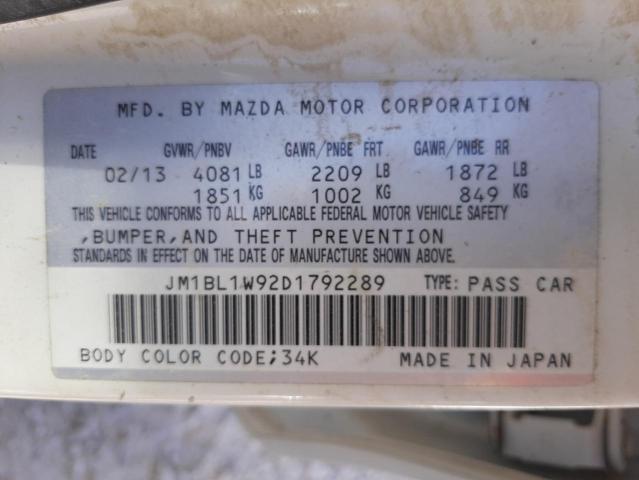 MFD. BY MAZDA MOTOR CORPORATION
DATE GVWR/PNBV GAWR/PNBE FRT GAWR/PNBE RR
02/13 4081 LB 2209 LB 1872 LB
1851 KG 1002 KG 849 KG
THIS VEHICLE CONFORMS TO ALL APPLICABLE FEDERAL MOTOR VEHICLE SAFETY
,BUMPER,AND THEFT PREVENTION
STANDARDS IN EFFECT ON THE DATE OF MANUFACTURE SHOWN ABOVE.
JM1BL1W92D1792289 TYPE: PASS CAR
BODY COLOR CODE;34K MADE IN JAPAN